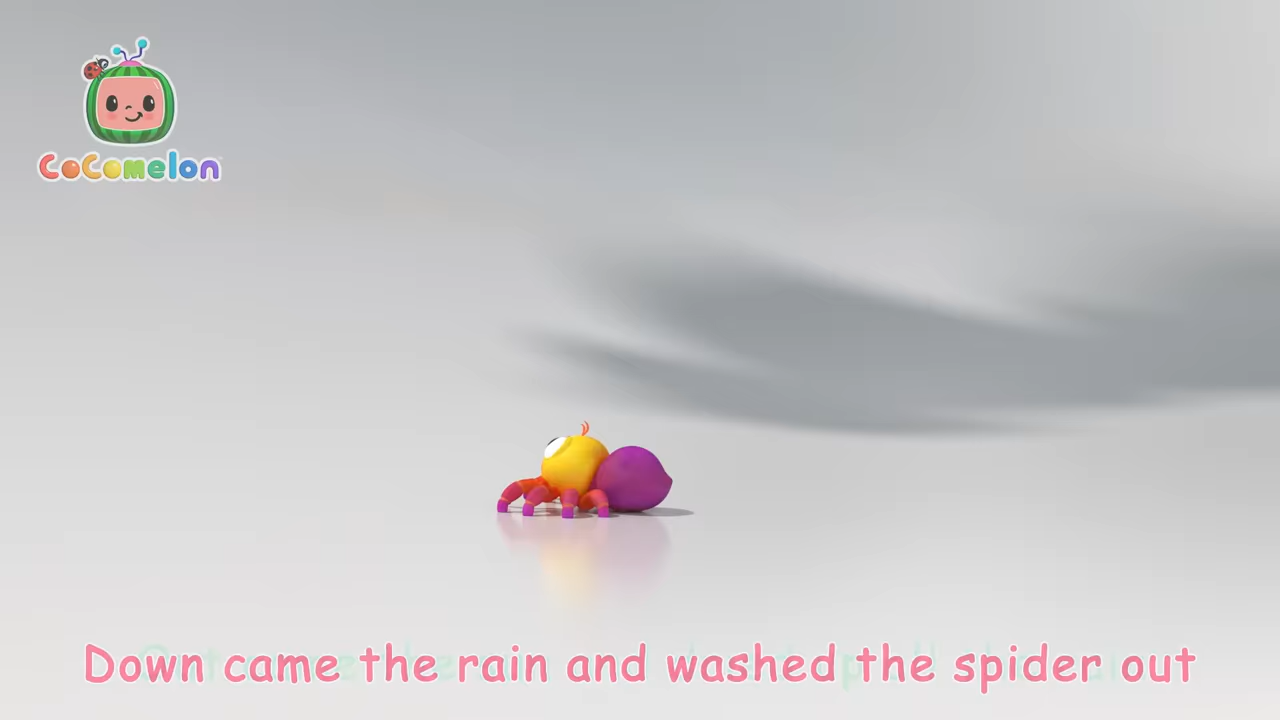 CoComelon
Down came the rain and washed the spider out